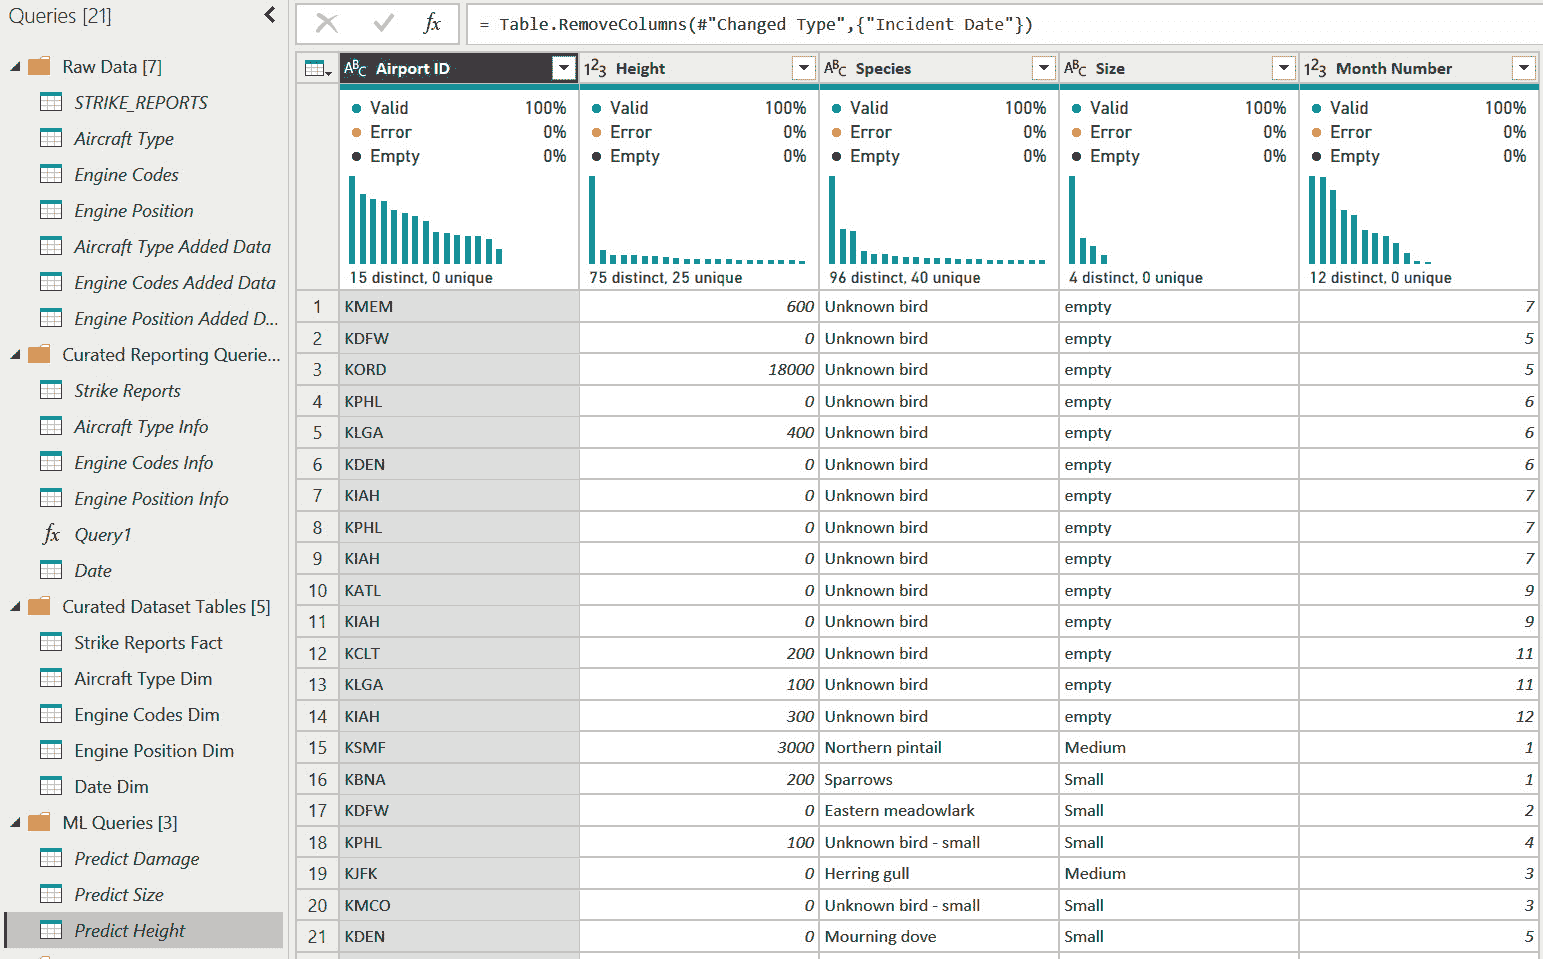 Queries [21]
Raw Data [7]
STRIKE_REPORTS
Aircraft Type
Engine Codes
Engine Position
Aircraft Type Added Data
Engine Codes Added Data
Engine Position Added D...
Curated Reporting Querie...
Strike Reports
Aircraft Type Info
Engine Codes Info
Engine Position Info
fx Query1
Date
Curated Dataset Tables [5]
Strike Reports Fact
Aircraft Type Dim
Engine Codes Dim
Engine Position Dim
Date Dim
ML Queries [3]
Predict Damage
Predict Size
Predict Height
fx = Table.RemoveColumns(#"Changed Type",{"Incident Date"})
ABC Airport ID 123 Height ABC Species ABC Size 123 Month Number
Valid 100% Valid 100% Valid 100% Valid 100% Valid 100%
Error 0% Error 0% Error 0% Error 0% Error 0%
Empty 0% Empty 0% Empty 0% Empty 0% Empty 0%
15 distinct, 0 unique 75 distinct, 25 unique 96 distinct, 40 unique 4 distinct, 0 unique 12 distinct, 0 unique
1 KMEM 600 Unknown bird empty 7
2 KDFW 0 Unknown bird empty 5
3 KORD 18000 Unknown bird empty 5
4 KPHL 0 Unknown bird empty 6
5 KLGA 400 Unknown bird empty 6
6 KDEN 0 Unknown bird empty 6
7 KIAH 0 Unknown bird empty 7
8 KPHL 0 Unknown bird empty 7
9 KIAH 0 Unknown bird empty 7
10 KATL 0 Unknown bird empty 9
11 KIAH 0 Unknown bird empty 9
12 KCLT 200 Unknown bird empty 11
13 KLGA 100 Unknown bird empty 11
14 KIAH 300 Unknown bird empty 12
15 KSMF 3000 Northern pintail Medium 1
16 KBNA 200 Sparrows Small 1
17 KDFW 0 Eastern meadowlark Small 2
18 KPHL 100 Unknown bird - small Small 4
19 KJFK 0 Herring gull Medium 3
20 KMCO 0 Unknown bird - small Small 3
21 KDEN 0 Mourning dove Small 5